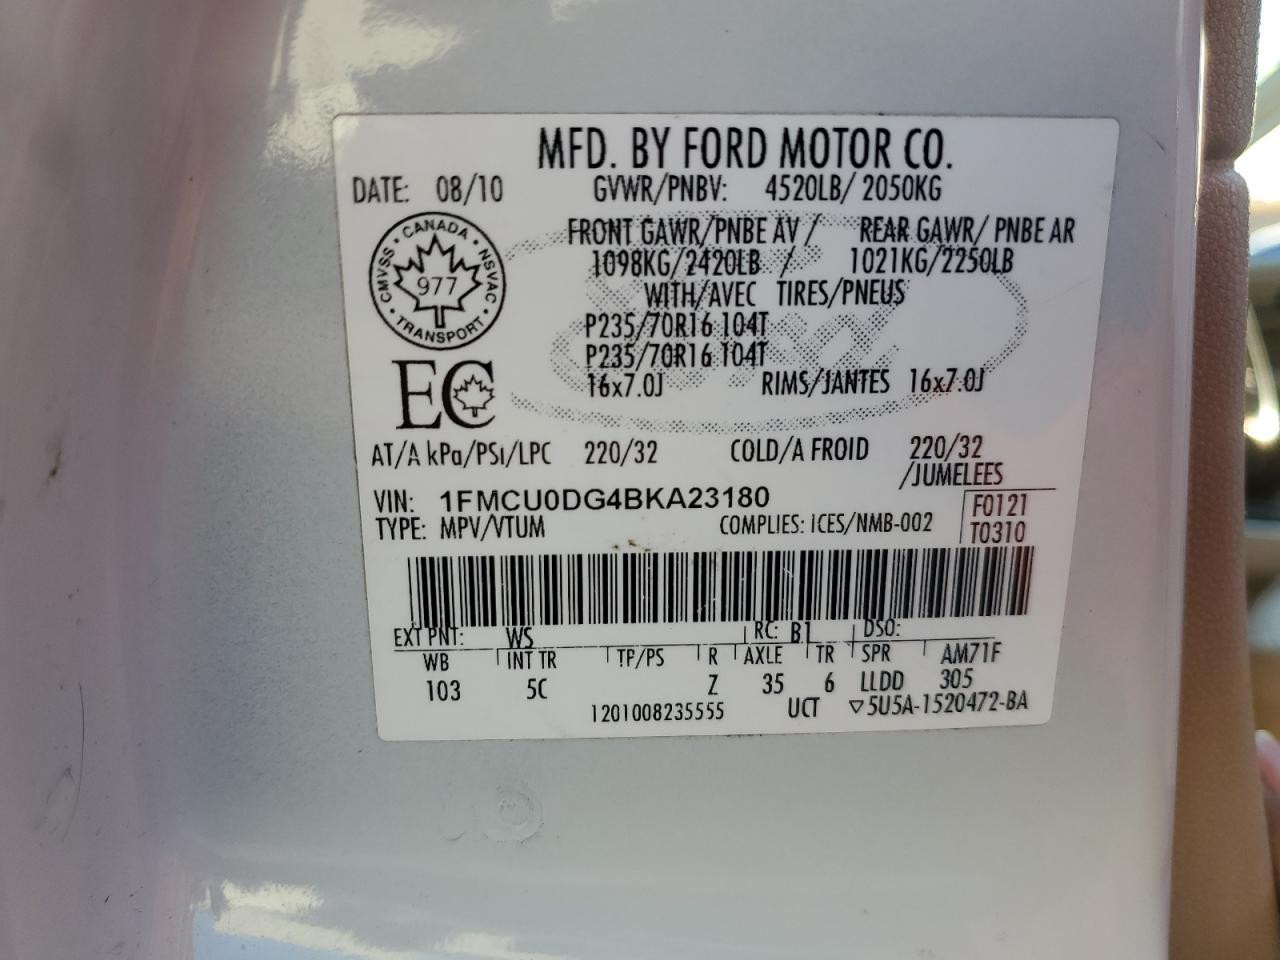 MFD. BY FORD MOTOR CO.
DATE: 08/10 GVWR/PNBV: 4520LB/ 2050KG
CANADA
CMVSS NSVAC
977
TRANSPORT
FRONT GAWR/PNBE AV / REAR GAWR/ PNBE AR
1098KG/2420LB / 1021KG/2250LB
WITH/AVEC TIRES/PNEUS
P235/70R16 104T
P235/70R16 104T
16x7.0J RIMS/JANTES 16x7.0J
EC
AT/A kPa/PSi/LPC 220/32 COLD/A FROID 220/32
/JUMELEES
VIN: 1FMCU0DG4BKA23180 F0121
TYPE: MPV/VTUM COMPLIES: ICES/NMB-002 T0310
EXT PNT: WS RC: B1 DSO:
WB INT TR TP/PS R AXLE TR SPR AM71F
103 5C Z 35 6 LLDD 305
1201008235555 UCT ▽5U5A-1520472-BA